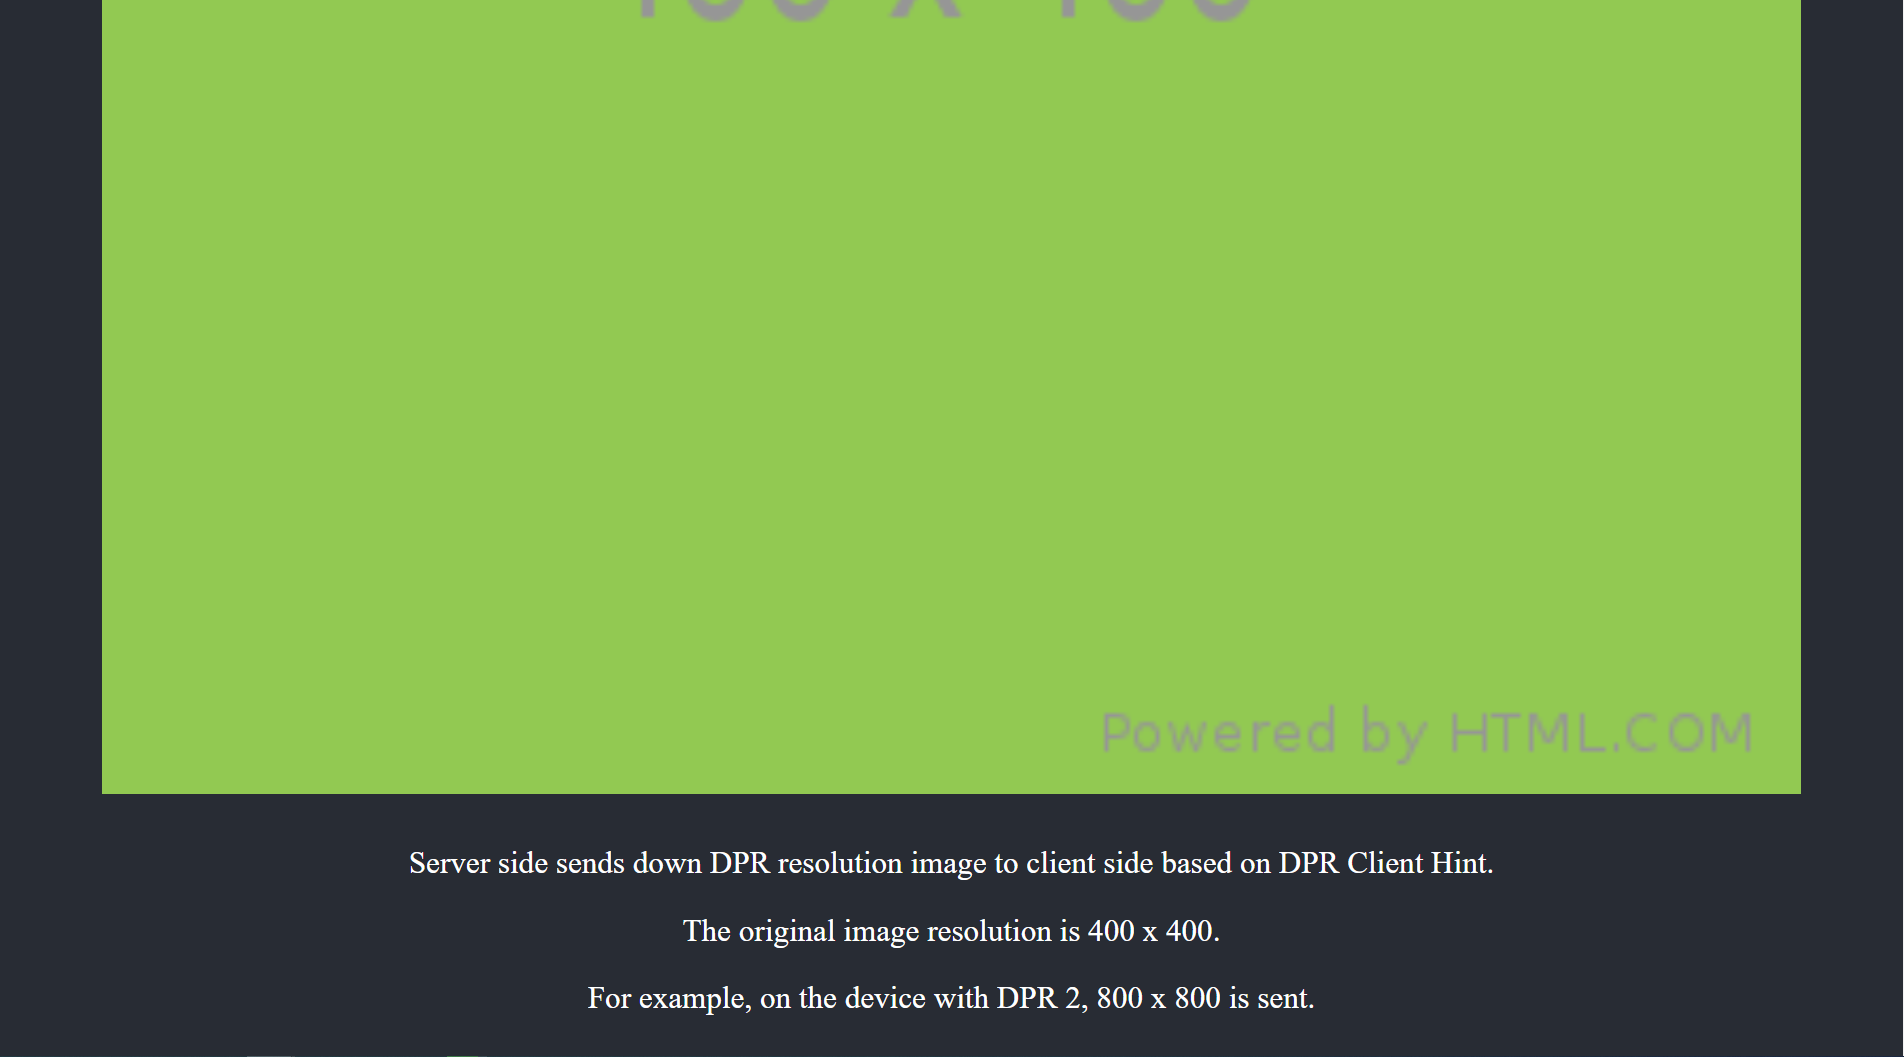 Powered by HTML.COM
Server side sends down DPR resolution image to client side based on DPR Client Hint.
The original image resolution is 400 x 400.
For example, on the device with DPR 2, 800 x 800 is sent.